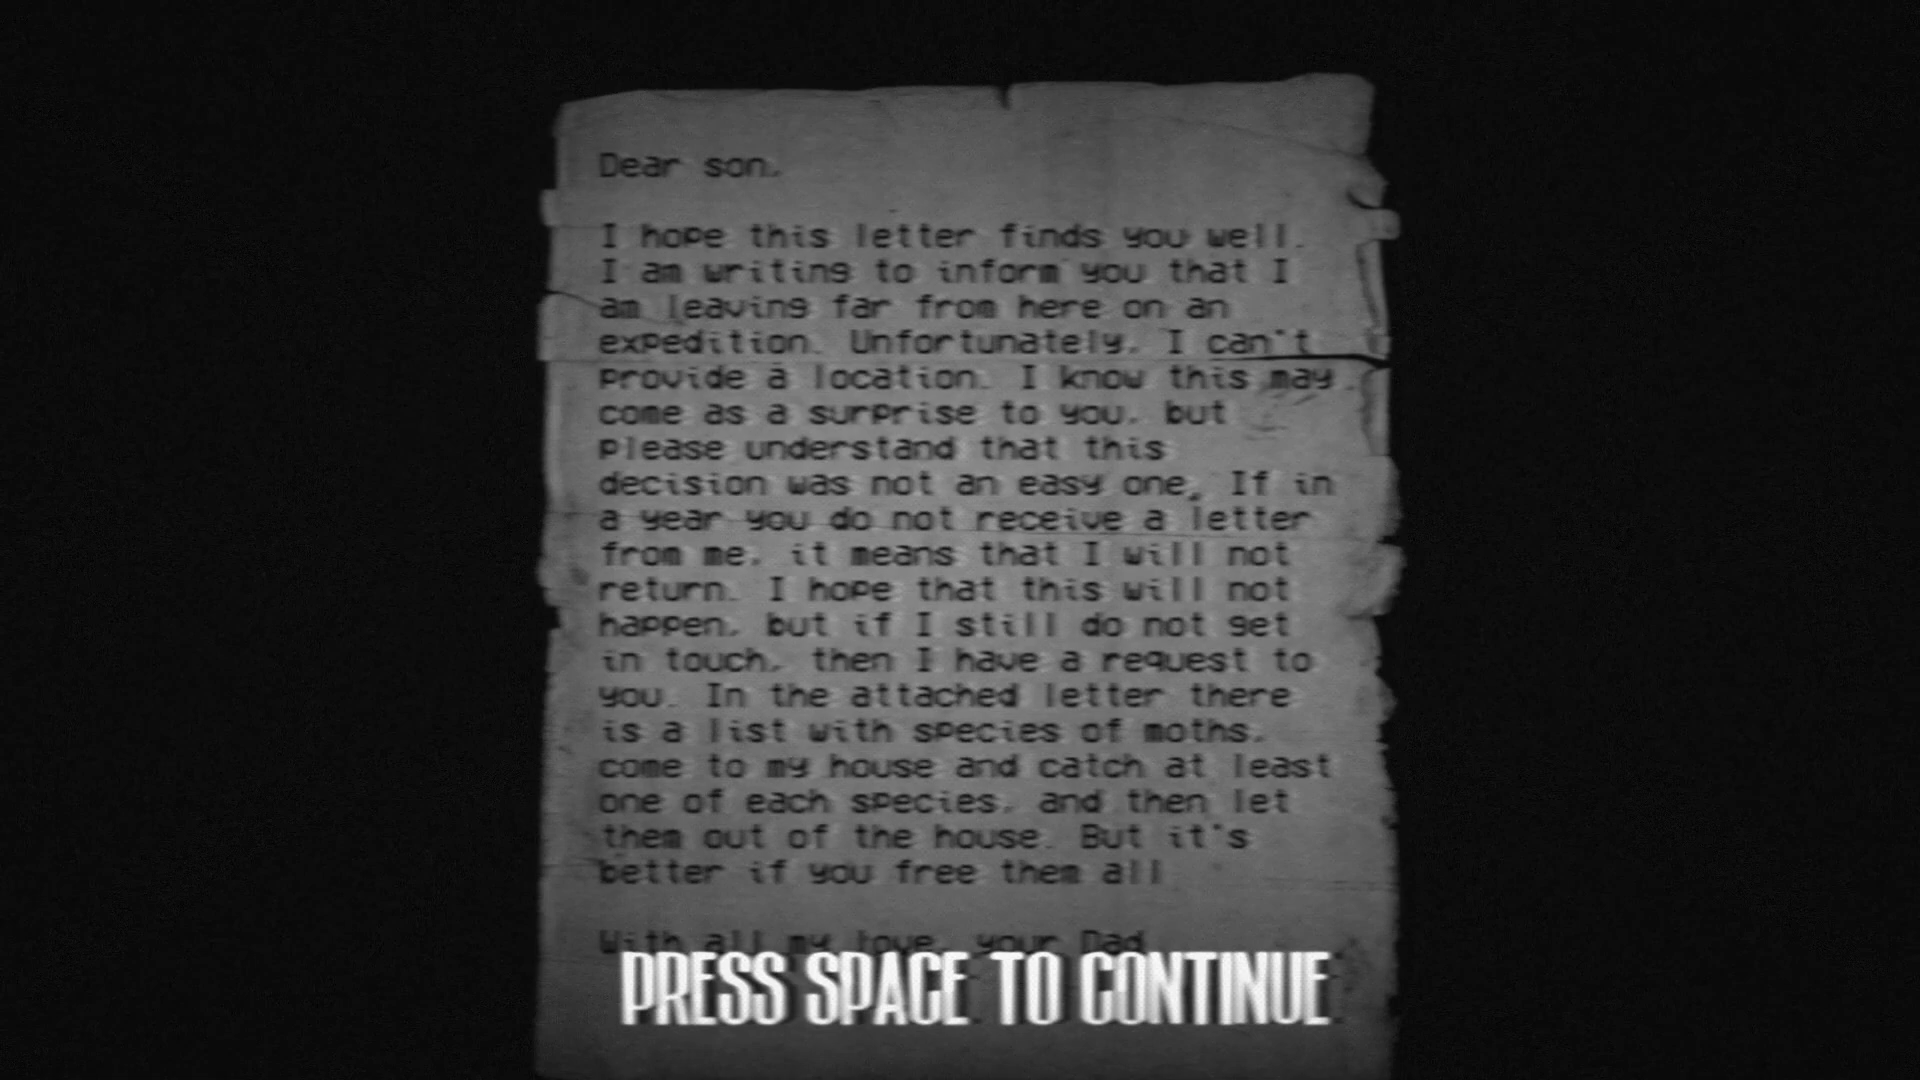 Dear son,
I hope this letter finds you well.
I am writing to inform you that I
am leaving far from here on an
expedition. Unfortunately, I can't
provide a location. I know this may
come as a surprise to you, but
please understand that this
decision was not an easy one. If in
a year you do not receive a letter
from me, it means that I will not
return. I hope that this will not
happen, but if I still do not get
in touch, then I have a request to
you. In the attached letter there
is a list with species of moths,
come to my house and catch at least
one of each species, and then let
them out of the house. But it's
better if you free them all
With all my love, your Dad
PRESS SPACE TO CONTINUE